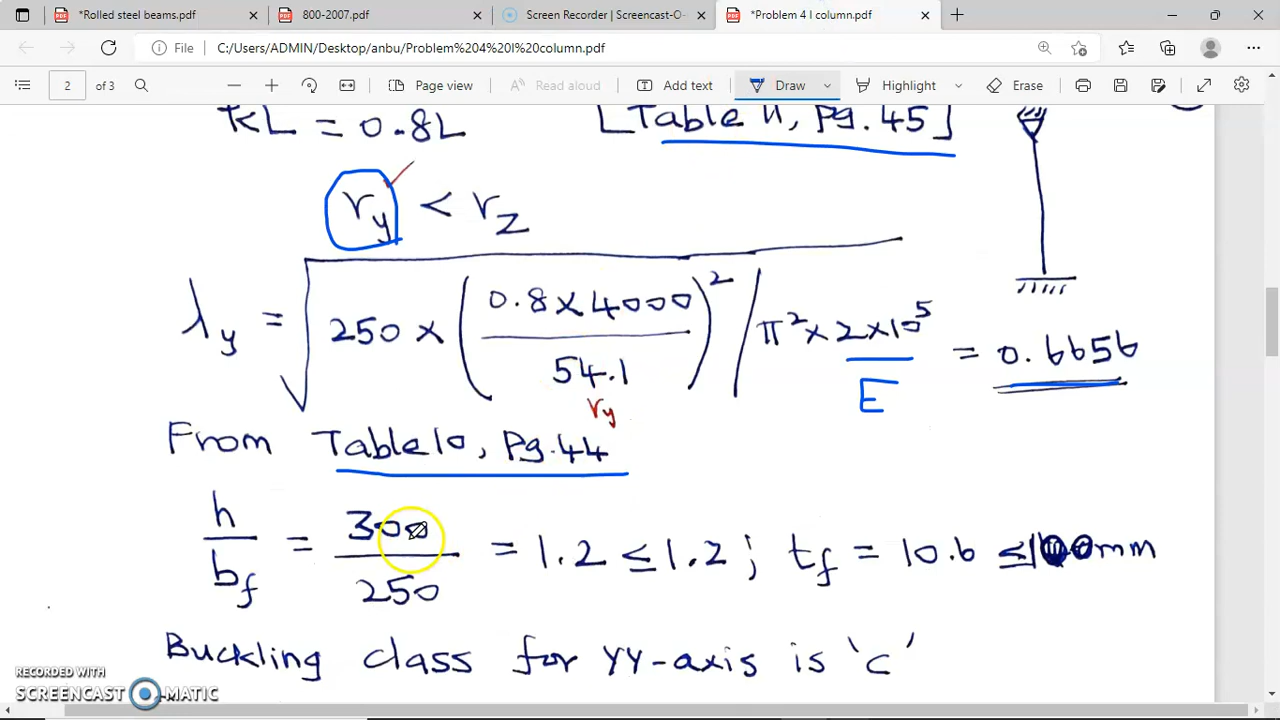 *Rolled steel beams.pdf 800-2007.pdf Screen Recorder | Screencast-O- *Problem 4 I column.pdf
File C:/Users/ADMIN/Desktop/anbu/Problem%204%20I%20column.pdf
2 of 3 Page view Read aloud Add text Draw Highlight Erase
KL = 0.8L [Table 11, Pg. 45]
ry < rz
λy = √250 × (0.8×4000/54.1)² / π² × 2×10⁵ = 0.6656
ry E
From Table 10, Pg. 44
h/bf = 300/250 = 1.2 ≤ 1.2 ; tf = 10.6 ≤ 100mm
Buckling class for YY-axis is 'c'
RECORDED WITH
SCREENCAST-O-MATIC